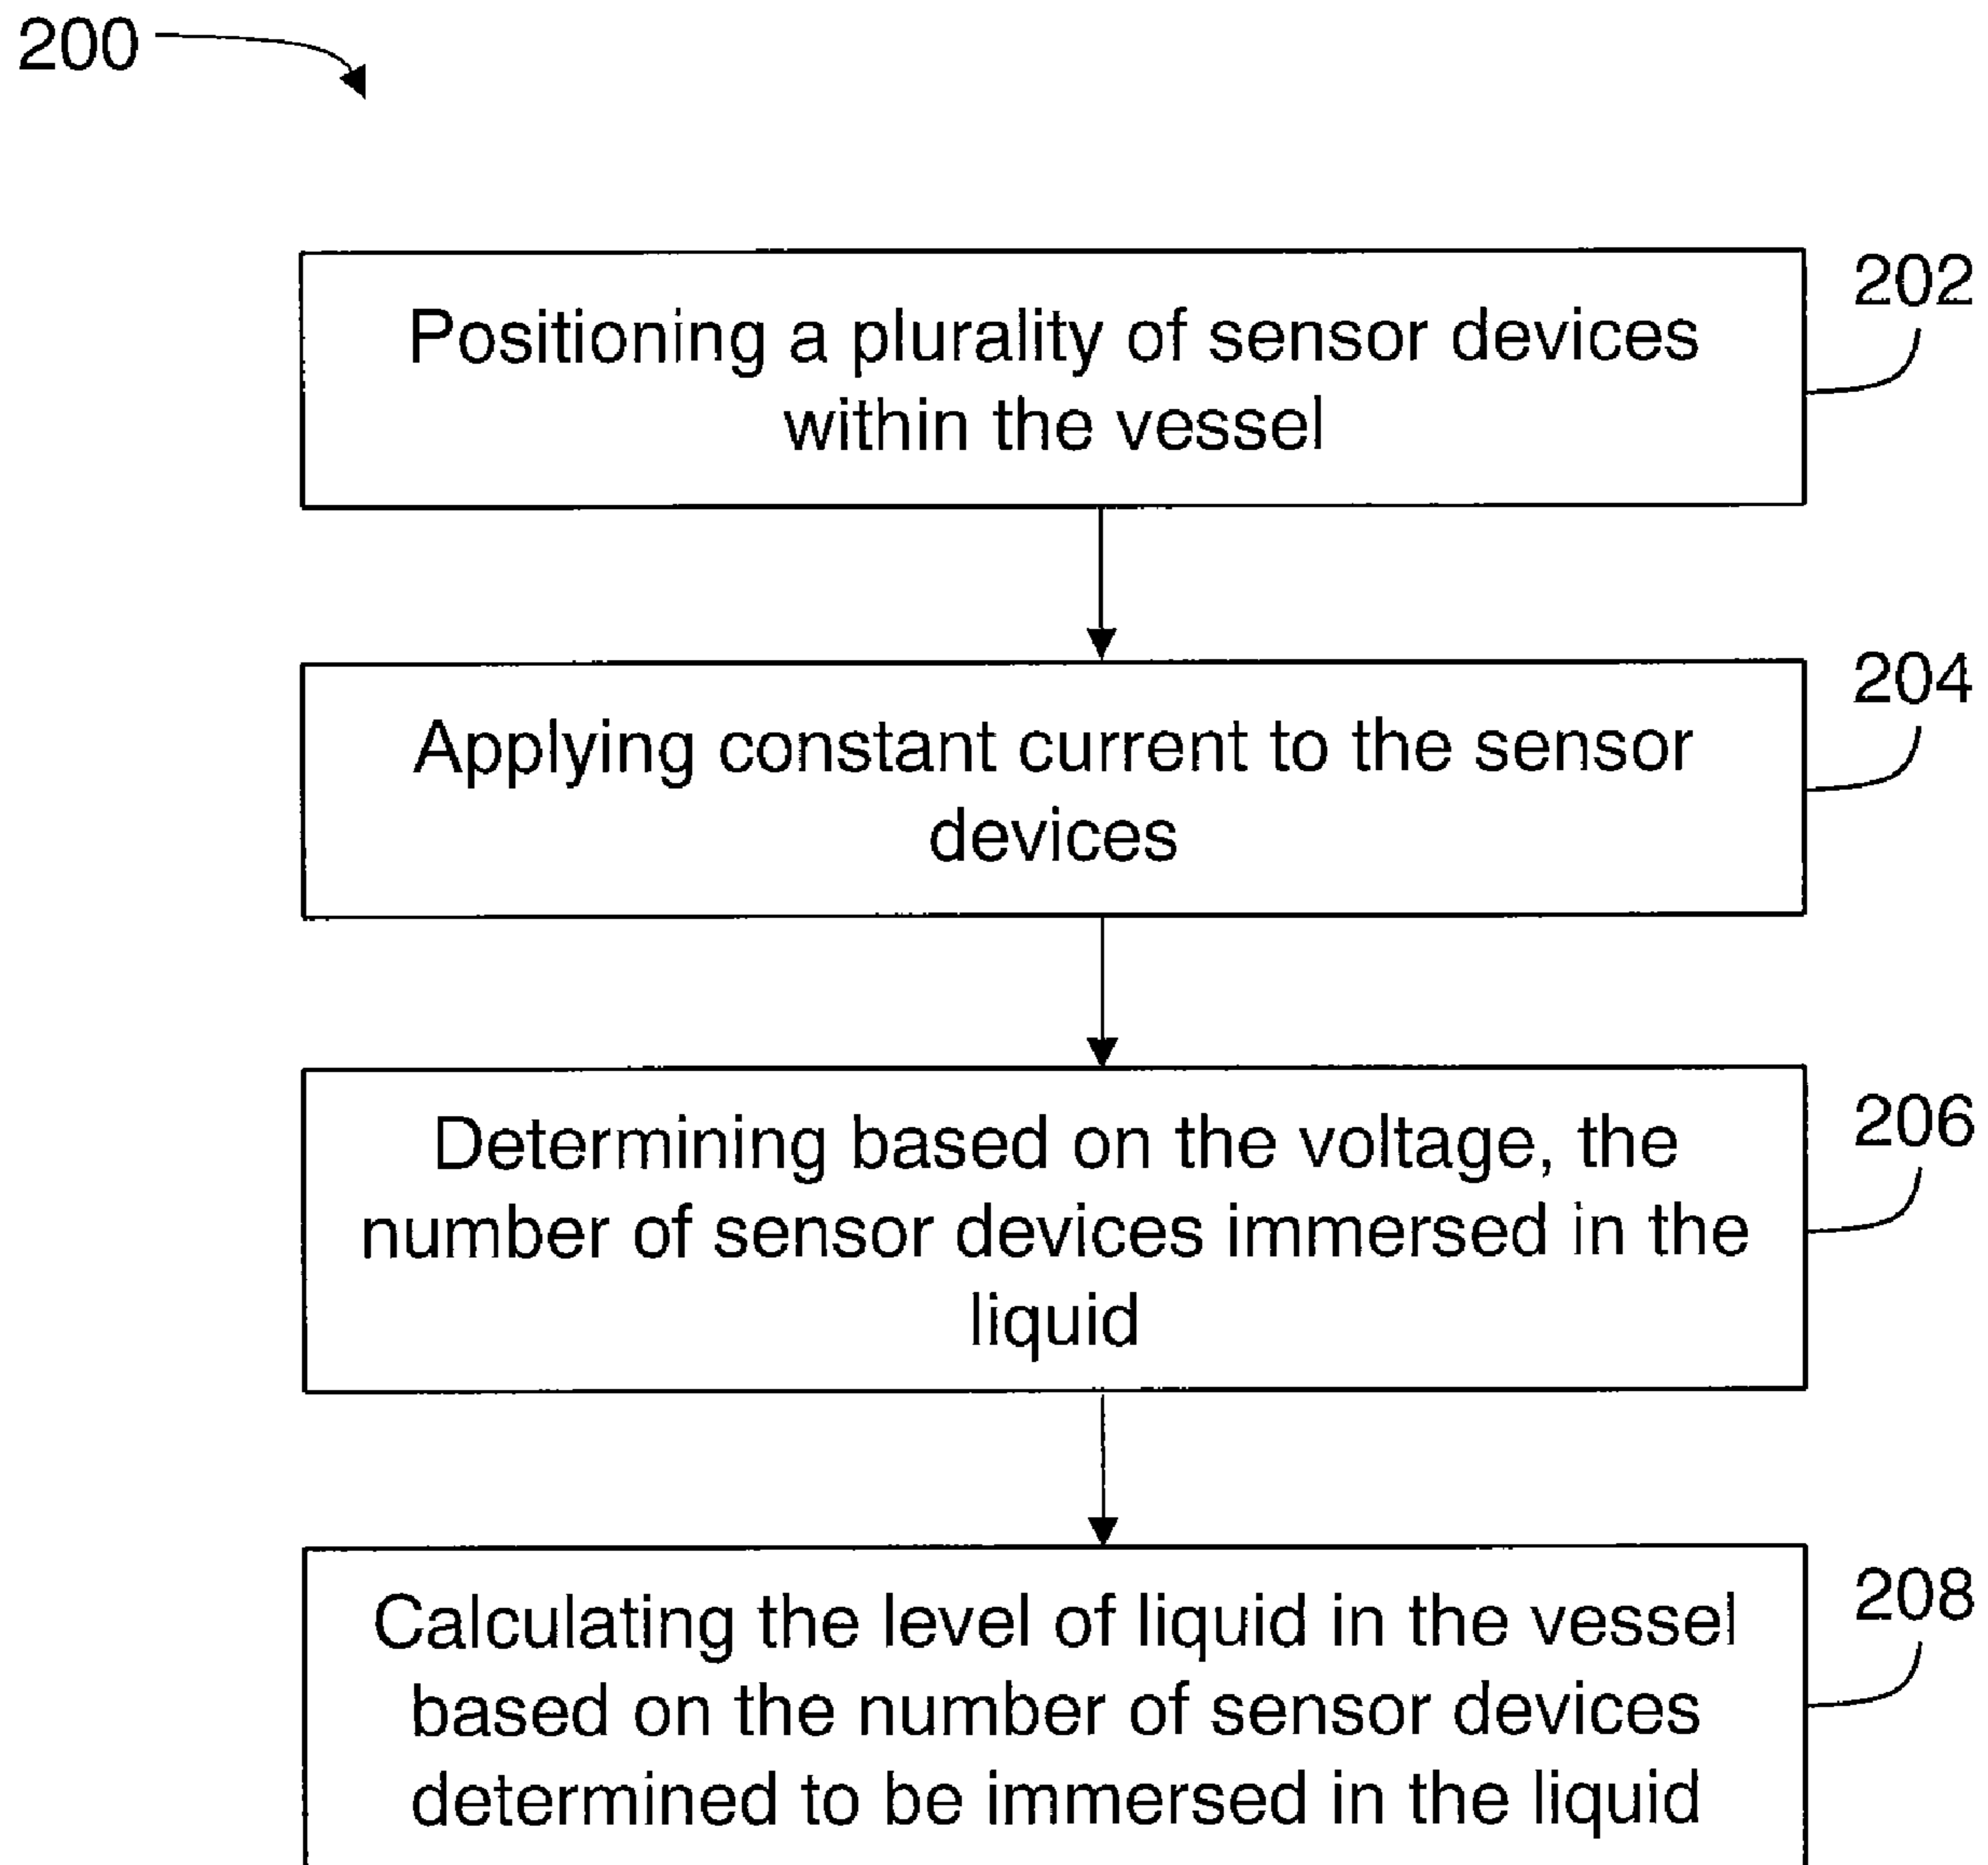 200
202
Positioning a plurality of sensor devices
within the vessel
204
Applying constant current to the sensor
devices
206
Determining based on the voltage, the
number of sensor devices immersed in the
liquid
208
Calculating the level of liquid in the vessel
based on the number of sensor devices
determined to be immersed in the liquid